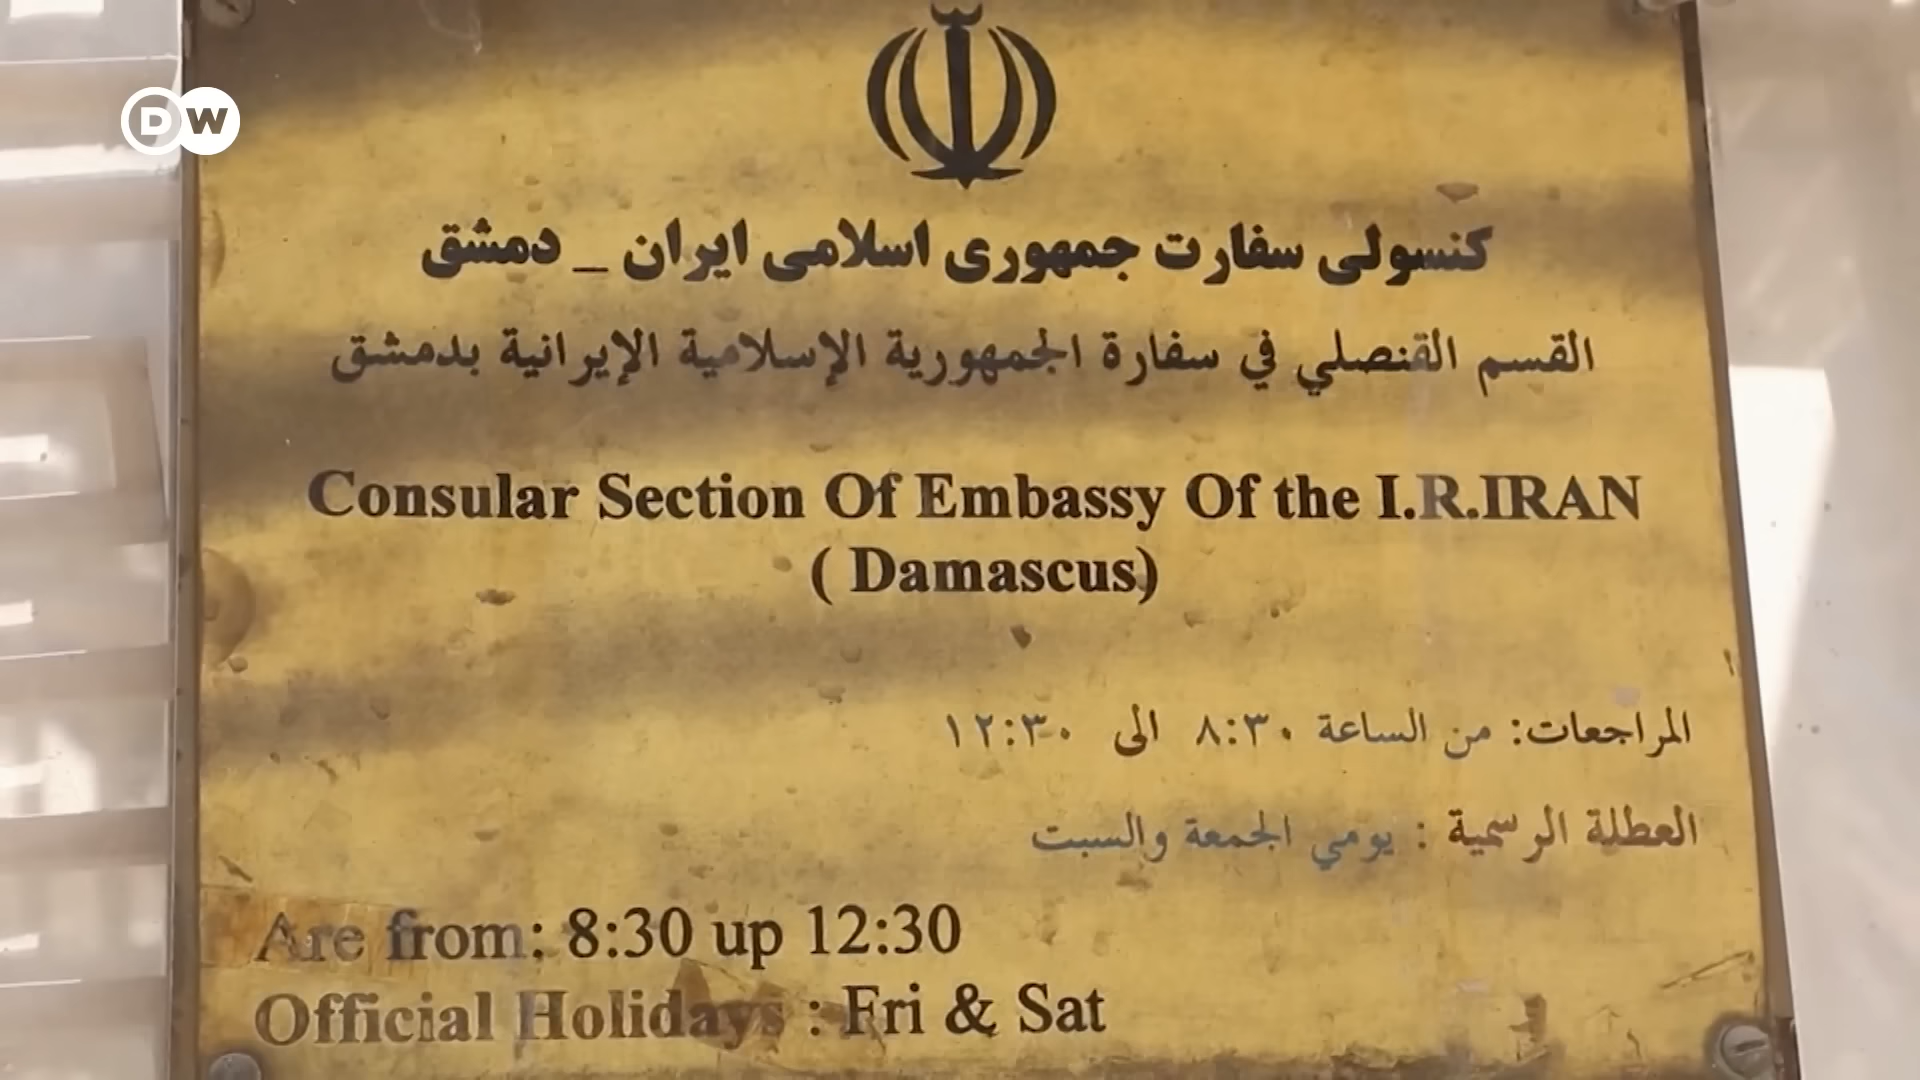 DW
کنسولی سفارت جمهوری اسلامی ایران _ دمشق
القسم القنصلي في سفارة الجمهورية الإسلامية الإيرانية بدمشق
Consular Section Of Embassy Of the I.R.IRAN
( Damascus)
المراجعات: من الساعة ٨:٣٠ الى ١٢:٣٠
العطلة الرسمية : يومي الجمعة والسبت
Are from: 8:30 up 12:30
Official Holidays : Fri & Sat